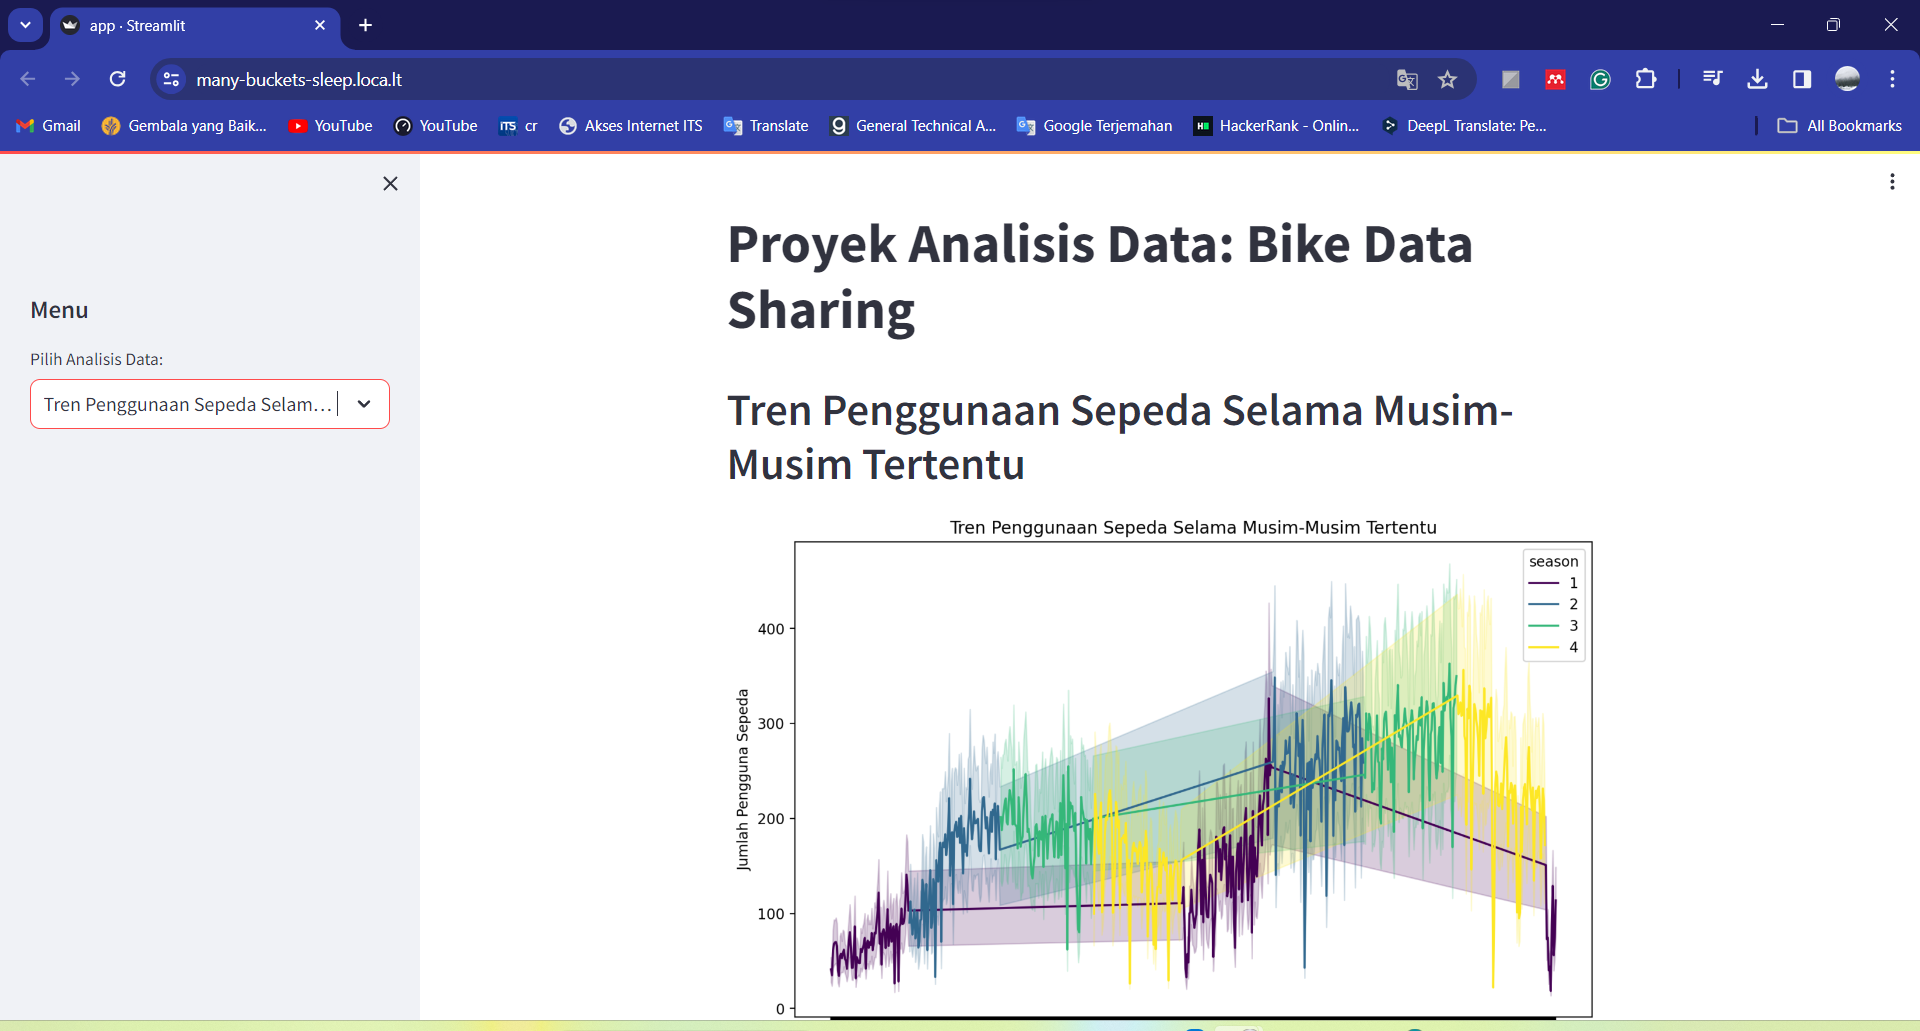 app · Streamlit
many-buckets-sleep.loca.lt
Gmail
Gembala yang Baik...
YouTube
YouTube
ITS cr
Akses Internet ITS
Translate
General Technical A...
Google Terjemahan
HackerRank - Onlin...
DeepL Translate: Pe...
All Bookmarks
Menu
Pilih Analisis Data:
Tren Penggunaan Sepeda Selam...
Proyek Analisis Data: Bike Data
Sharing
Tren Penggunaan Sepeda Selama Musim-
Musim Tertentu
Tren Penggunaan Sepeda Selama Musim-Musim Tertentu
season
1
2
3
4
Jumlah Pengguna Sepeda
400
300
200
100
0